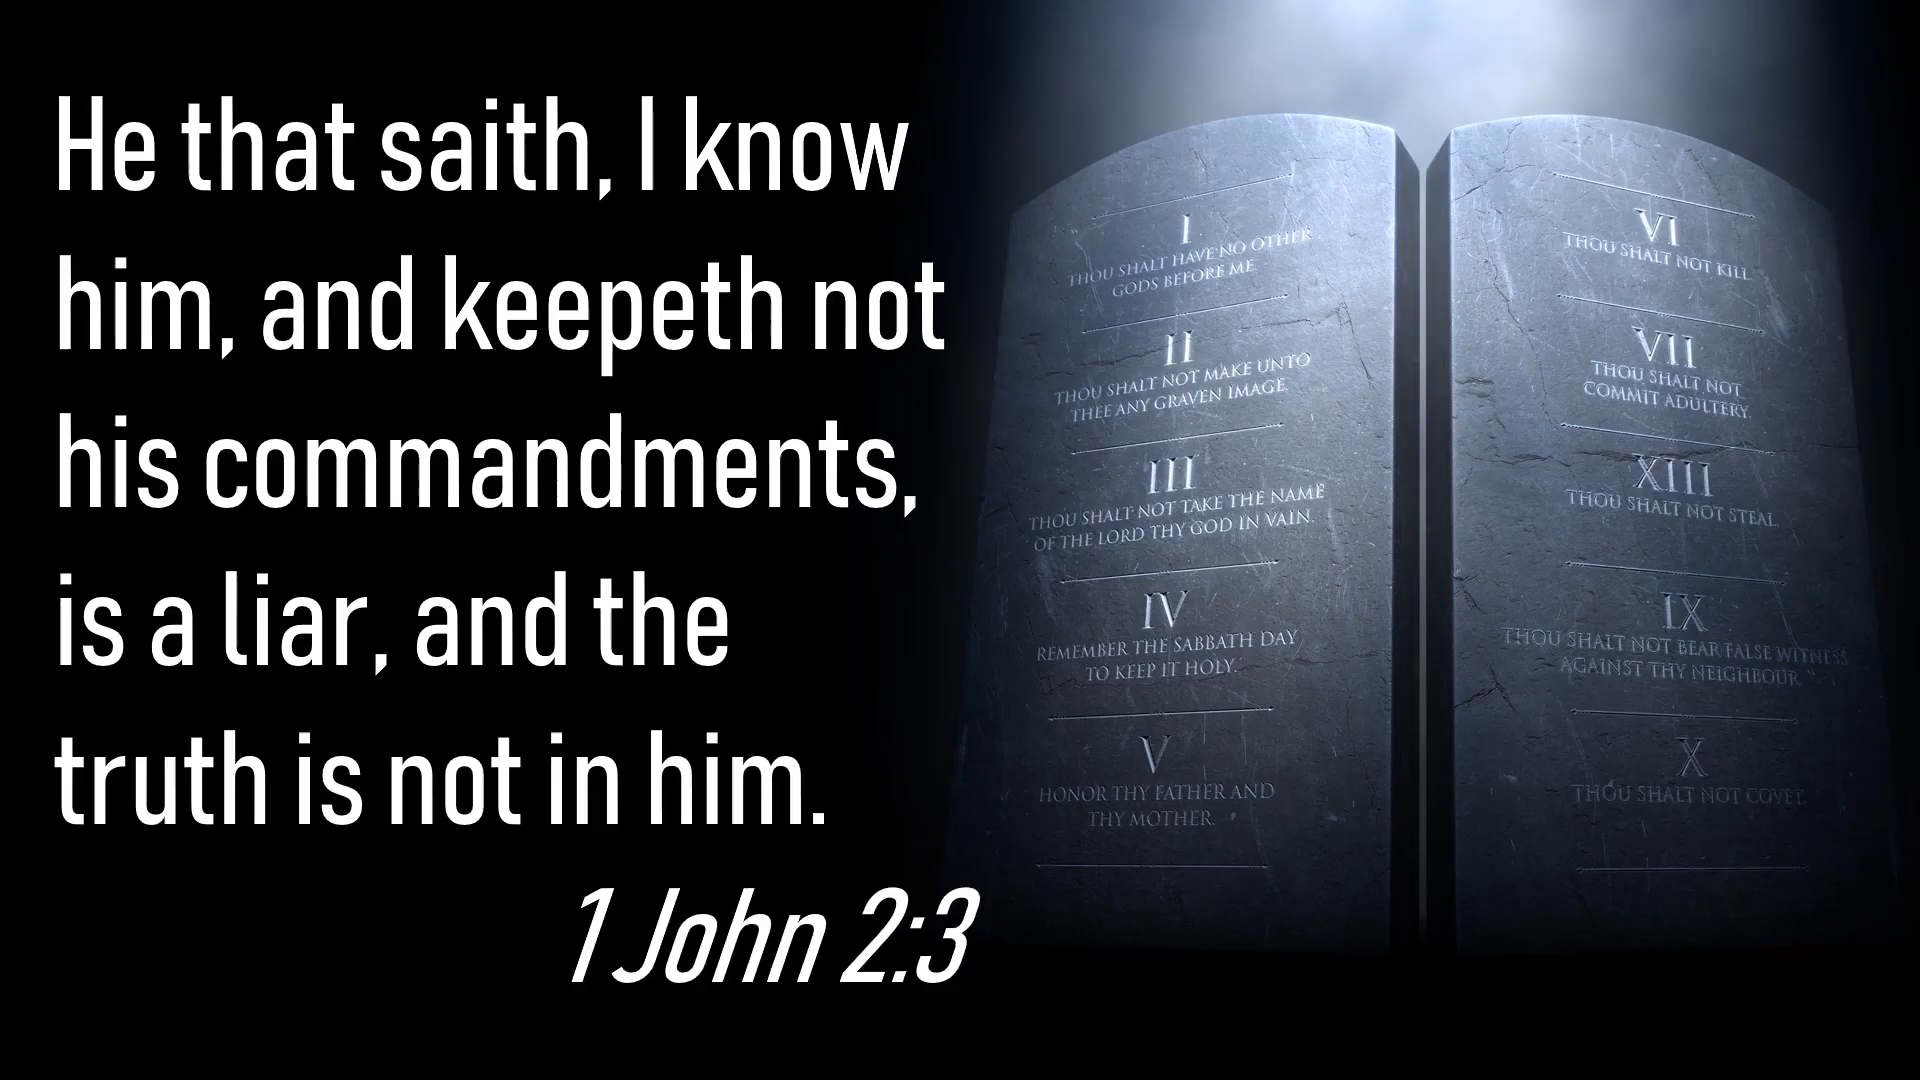 He that saith, I know
him, and keepeth not
his commandments,
is a liar, and the
truth is not in him.
1 John 2:3
I
THOU SHALT HAVE NO OTHER
GODS BEFORE ME.
II
THOU SHALT NOT MAKE UNTO
THEE ANY GRAVEN IMAGE.
III
THOU SHALT NOT TAKE THE NAME
OF THE LORD THY GOD IN VAIN.
IV
REMEMBER THE SABBATH DAY
TO KEEP IT HOLY.
V
HONOR THY FATHER AND
THY MOTHER.
VI
THOU SHALT NOT KILL.
VII
THOU SHALT NOT
COMMIT ADULTERY.
XIII
THOU SHALT NOT STEAL.
IX
THOU SHALT NOT BEAR FALSE WITNESS
AGAINST THY NEIGHBOUR.
X
THOU SHALT NOT COVET.